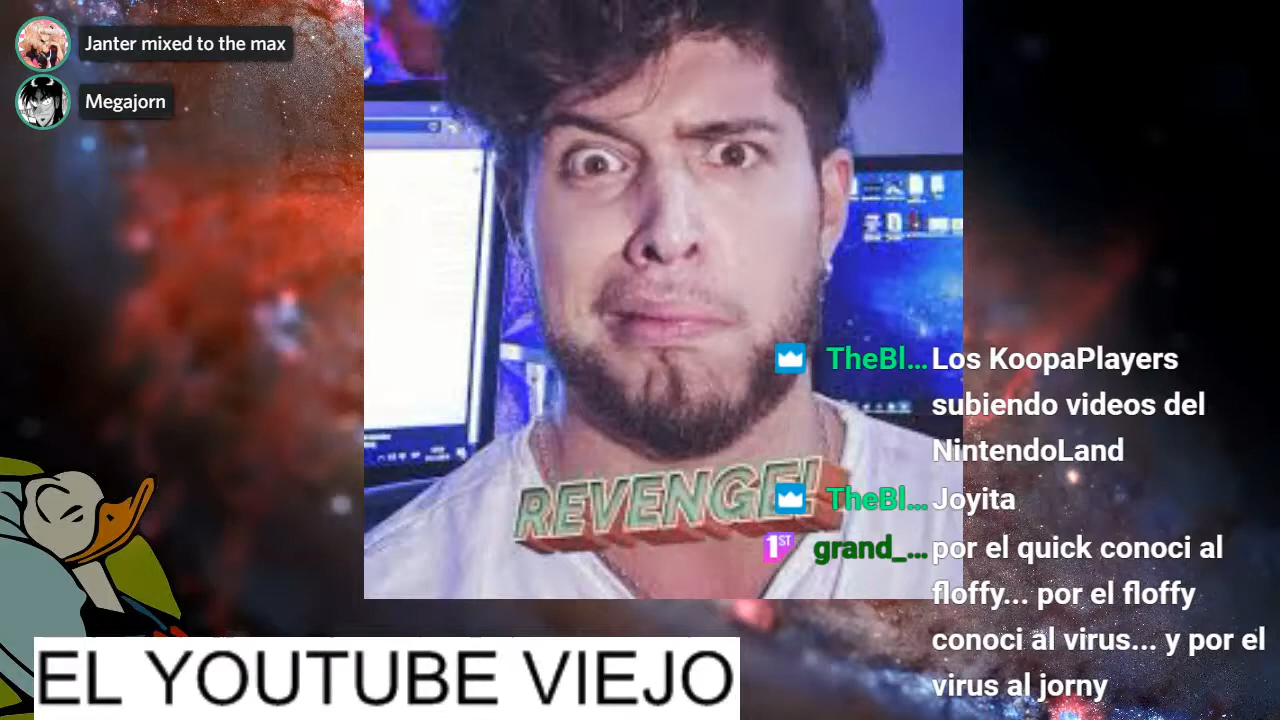 Janter mixed to the max
Megajorn
TheBl... Los KoopaPlayers
subiendo videos del
NintendoLand
REVENGE!
TheBl... Joyita
1ST grand_... por el quick conoci al
floffy... por el floffy
conoci al virus... y por el
virus al jorny
EL YOUTUBE VIEJO